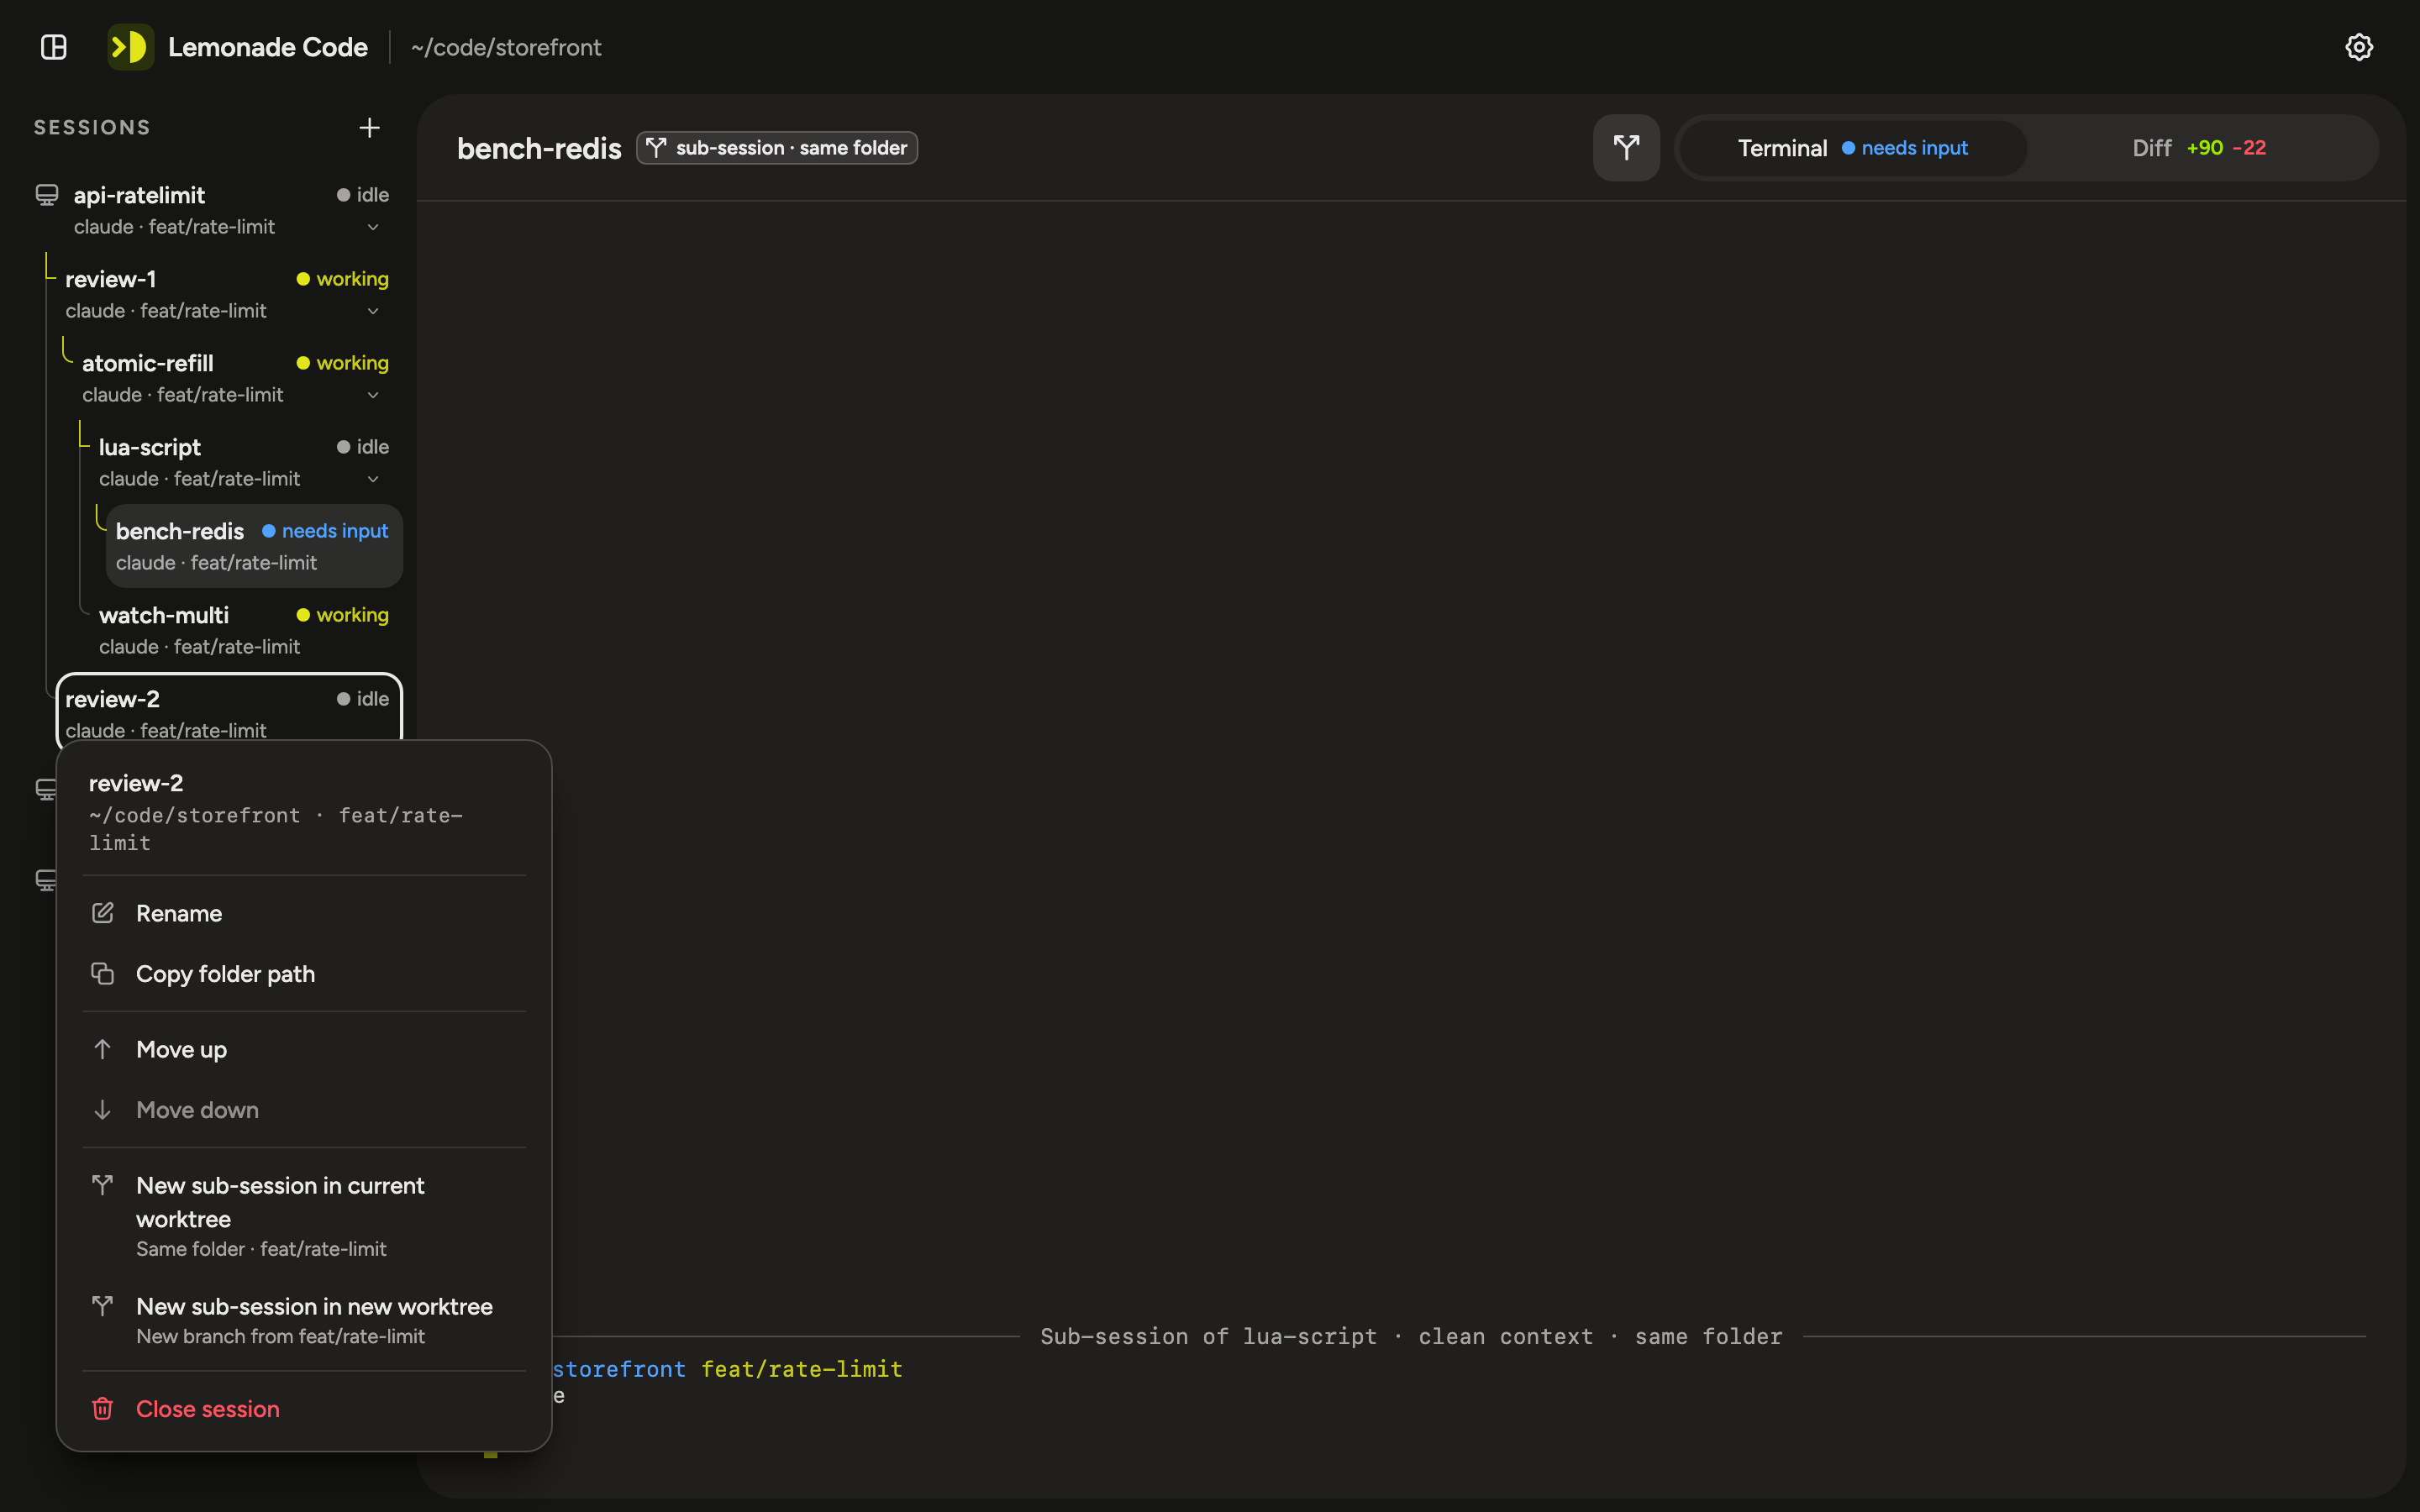 Lemonade Code
~/code/storefront
SESSIONS
api-ratelimit idle
claude · feat/rate-limit
review-1 working
claude · feat/rate-limit
atomic-refill working
claude · feat/rate-limit
lua-script idle
claude · feat/rate-limit
bench-redis needs input
claude · feat/rate-limit
watch-multi working
claude · feat/rate-limit
review-2 idle
claude · feat/rate-limit
review-2
~/code/storefront · feat/rate-
limit
Rename
Copy folder path
Move up
Move down
New sub-session in current
worktree
Same folder · feat/rate-limit
New sub-session in new worktree
New branch from feat/rate-limit
Close session
bench-redis sub-session · same folder
Terminal needs input
Diff +90 -22
Sub-session of lua-script · clean context · same folder
storefront feat/rate-limit
e